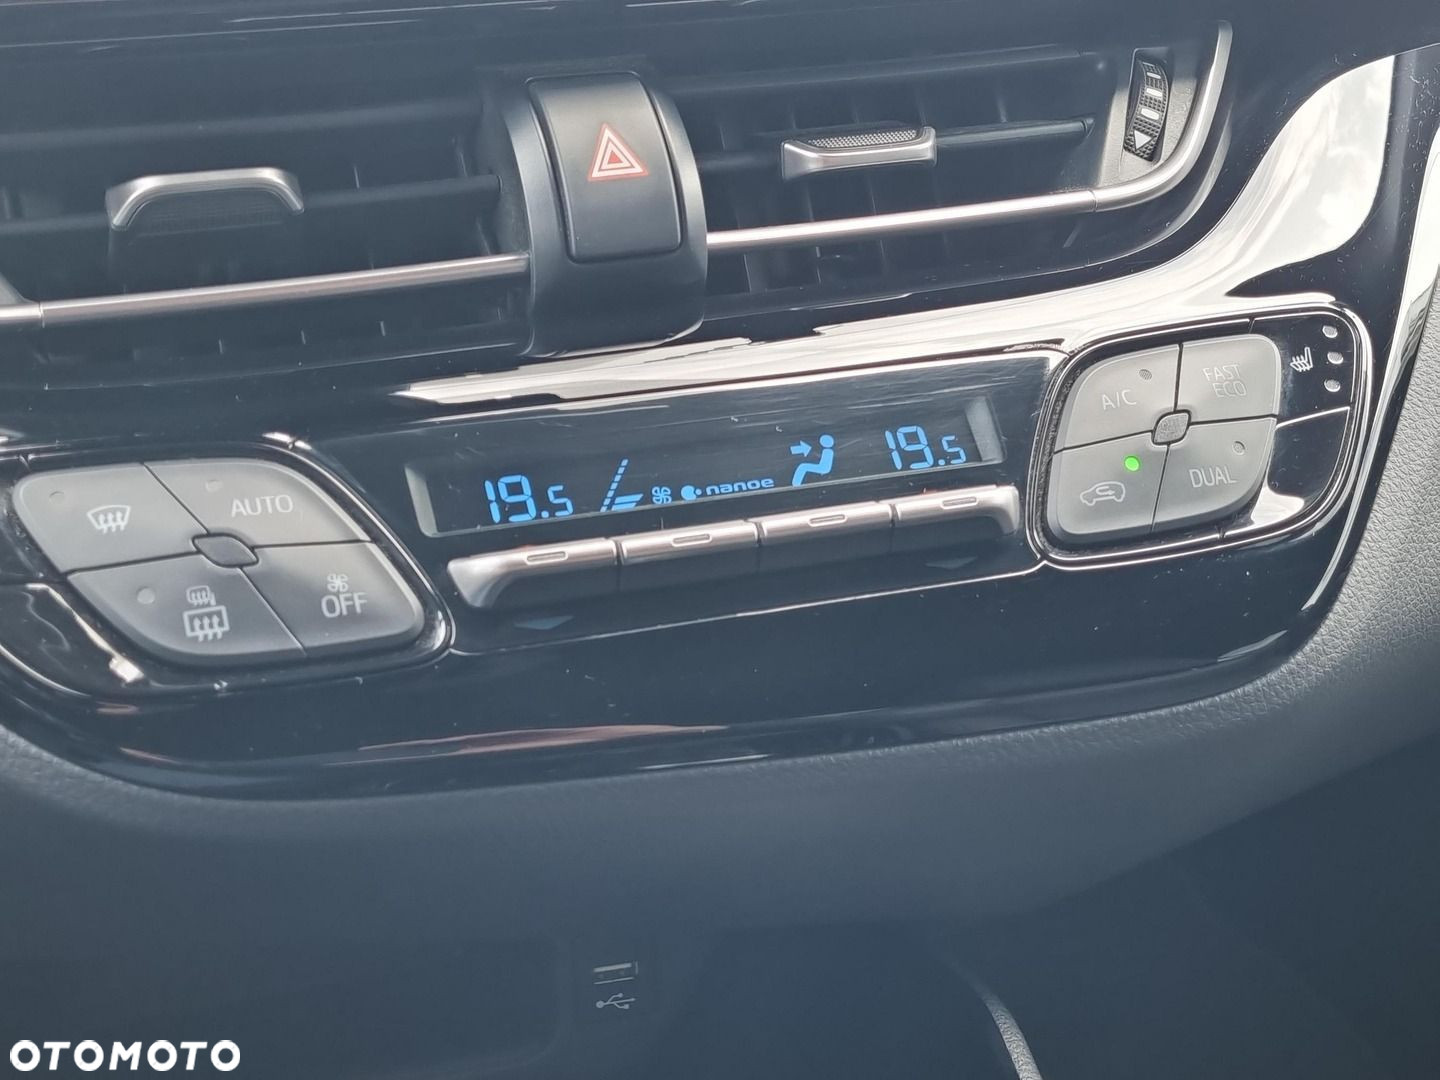 FAST
ECO
A/C
19.5
nanoe
19.5
AUTO
DUAL
OFF
OTOMOTO